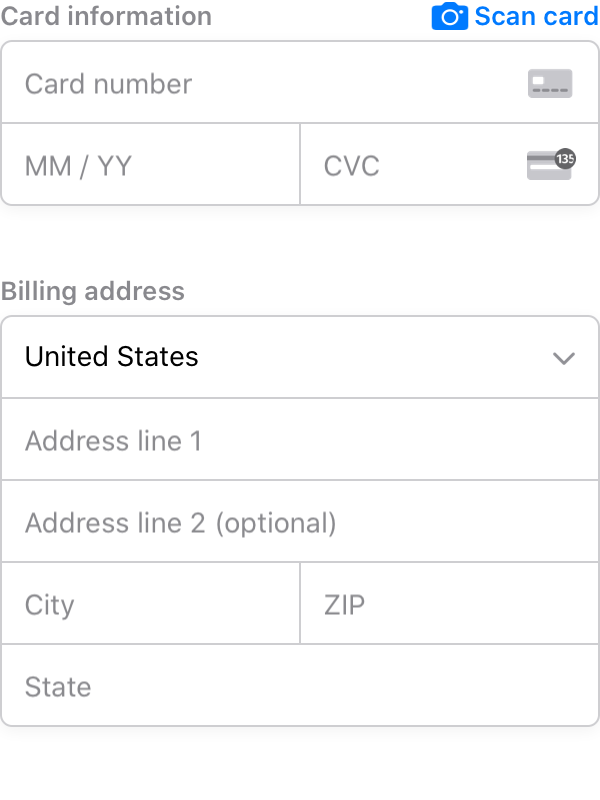 Card information Scan card
Card number
MM / YY CVC 135
Billing address
United States
Address line 1
Address line 2 (optional)
City ZIP
State